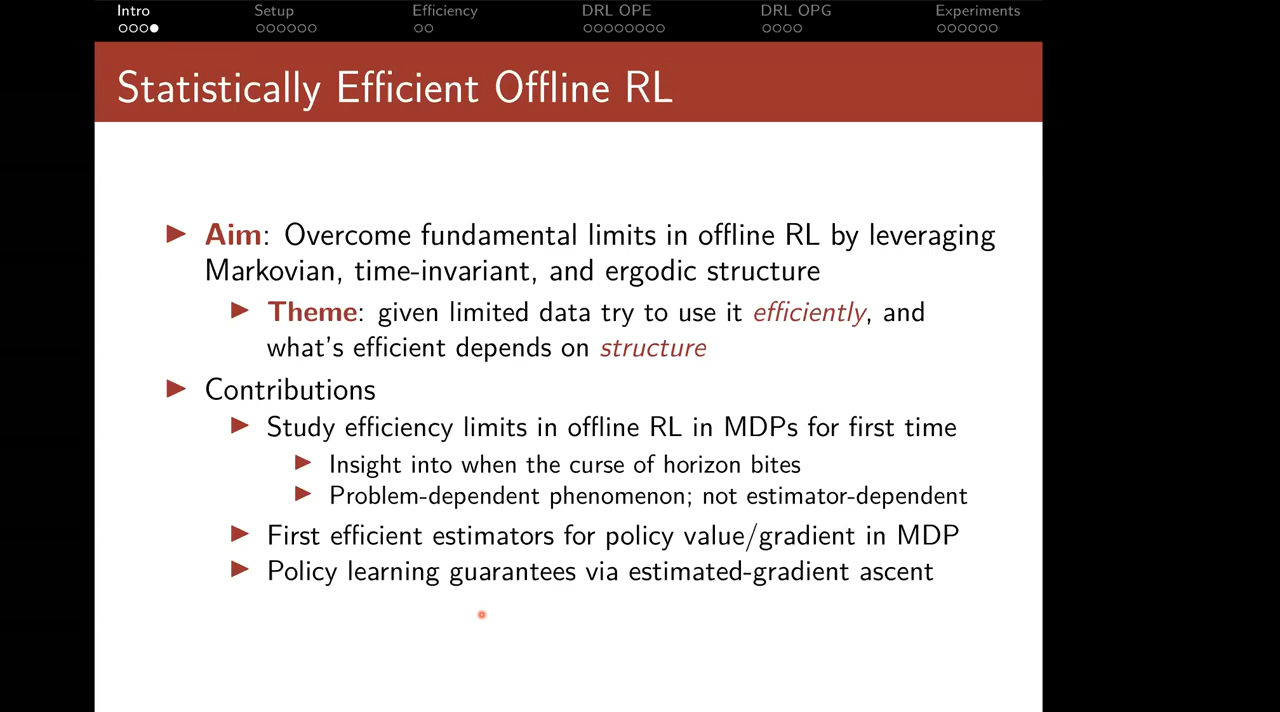 Intro Setup Efficiency DRL OPE DRL OPG Experiments
Statistically Efficient Offline RL
Aim: Overcome fundamental limits in offline RL by leveraging
Markovian, time-invariant, and ergodic structure
Theme: given limited data try to use it efficiently, and
what's efficient depends on structure
Contributions
Study efficiency limits in offline RL in MDPs for first time
Insight into when the curse of horizon bites
Problem-dependent phenomenon; not estimator-dependent
First efficient estimators for policy value/gradient in MDP
Policy learning guarantees via estimated-gradient ascent